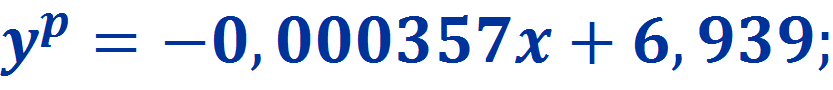 y^p = −0,000357x + 6,939;